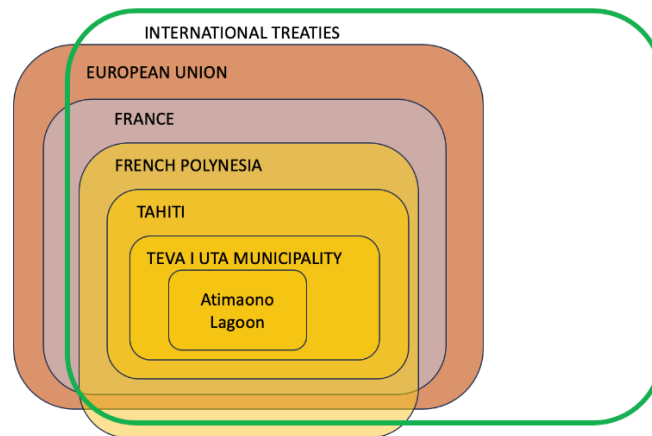 INTERNATIONAL TREATIES
EUROPEAN UNION
FRANCE
FRENCH POLYNESIA
TAHITI
TEVA I UTA MUNICIPALITY
Atimaono
Lagoon